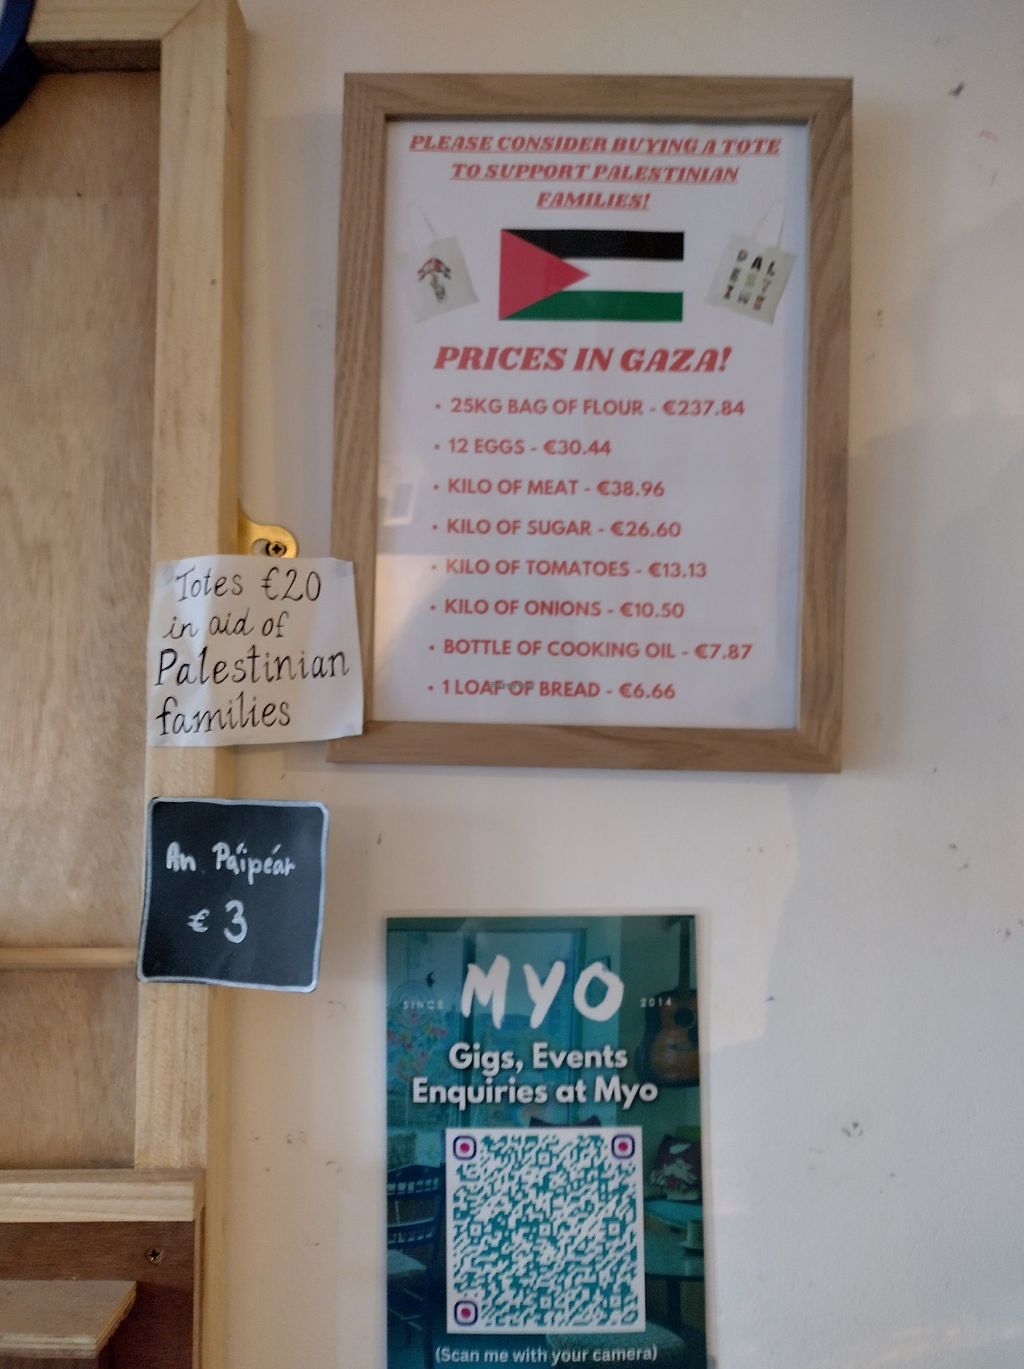 PLEASE CONSIDER BUYING A TOTE
TO SUPPORT PALESTINIAN
FAMILIES!
PRICES IN GAZA!
• 25KG BAG OF FLOUR - €237.84
• 12 EGGS - €30.44
• KILO OF MEAT - €38.96
• KILO OF SUGAR - €26.60
• KILO OF TOMATOES - €13.13
• KILO OF ONIONS - €10.50
• BOTTLE OF COOKING OIL - €7.87
• 1 LOAF OF BREAD - €6.66
Totes €20
in aid of
Palestinian
families
An Páipéar
€3
SINCE MYO 2014
Gigs, Events
Enquiries at Myo
(Scan me with your camera)